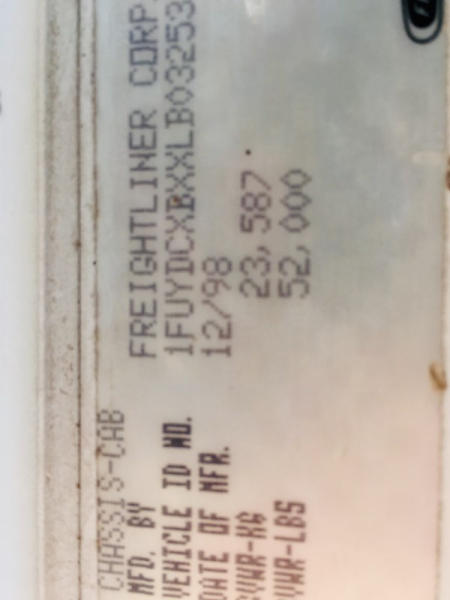 CHASSIS-CAB
MFD. BY FREIGHTLINER CORP.
VEHICLE ID NO. 1FUYDCXBXXLB03253
DATE OF MFR. 12/98
GVWR-KG 23,587
GVWR-LBS 52,000